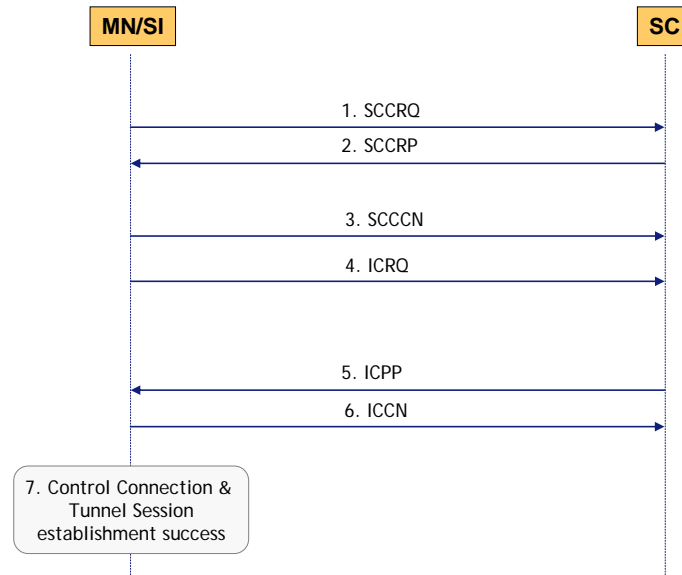 MN/SI
SC
1. SCCRQ
2. SCCRP
3. SCCCN
4. ICRQ
5. ICPP
6. ICCN
7. Control Connection &
Tunnel Session
establishment success